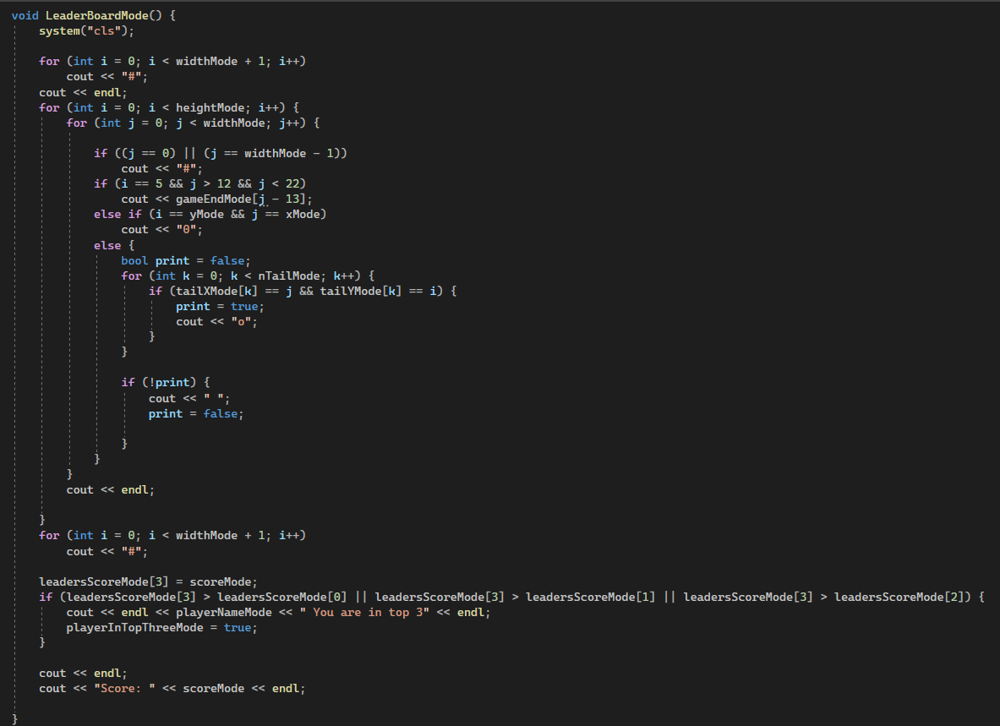 void LeaderBoardMode() {
    system("cls");

    for (int i = 0; i < widthMode + 1; i++)
        cout << "#";
    cout << endl;
    for (int i = 0; i < heightMode; i++) {
        for (int j = 0; j < widthMode; j++) {

            if ((j == 0) || (j == widthMode - 1))
                cout << "#";
            if (i == 5 && j > 12 && j < 22)
                cout << gameEndMode[j - 13];
            else if (i == yMode && j == xMode)
                cout << "0";
            else {
                bool print = false;
                for (int k = 0; k < nTailMode; k++) {
                    if (tailXMode[k] == j && tailYMode[k] == i) {
                        print = true;
                        cout << "o";
                    }
                }

                if (!print) {
                    cout << " ";
                    print = false;

                }
            }
        }
        cout << endl;

    }
    for (int i = 0; i < widthMode + 1; i++)
        cout << "#";

    leadersScoreMode[3] = scoreMode;
    if (leadersScoreMode[3] > leadersScoreMode[0] || leadersScoreMode[3] > leadersScoreMode[1] || leadersScoreMode[3] > leadersScoreMode[2]) {
        cout << endl << playerNameMode << " You are in top 3" << endl;
        playerInTopThreeMode = true;
    }

    cout << endl;
    cout << "Score: " << scoreMode << endl;

}